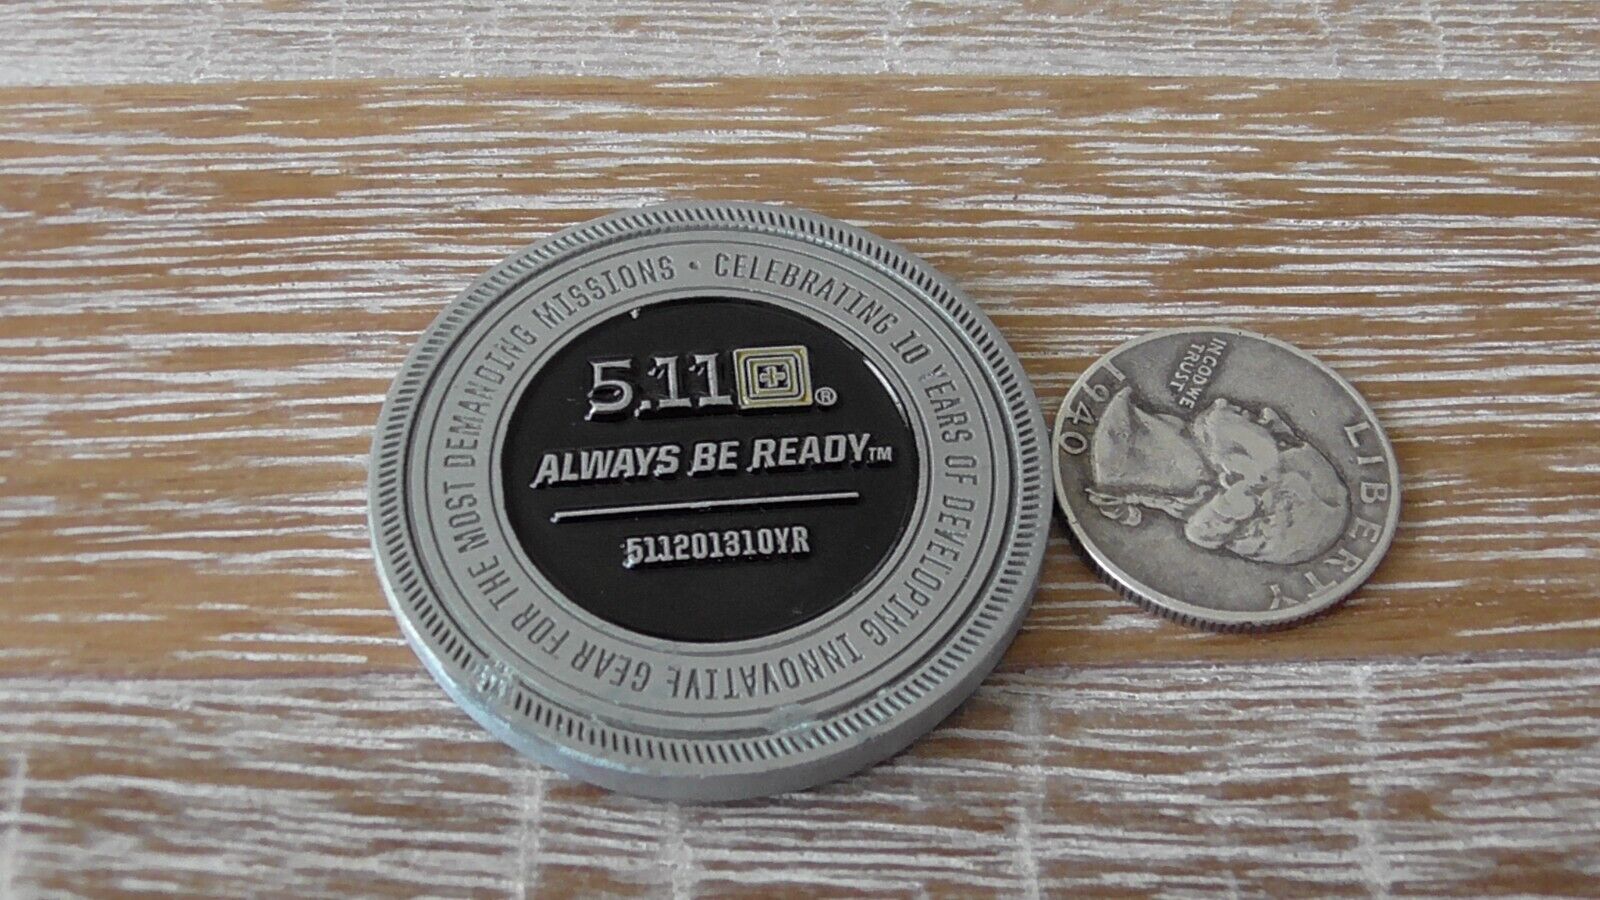 CELEBRATING 10 YEARS OF DEVELOPING INNOVATIVE GEAR FOR THE MOST DEMANDING MISSIONS •
5.11 ®
ALWAYS BE READY™
511201310YR
LIBERTY
IN GOD WE
TRUST
1940